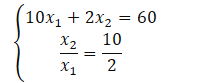 10x₁ + 2x₂ = 60
x₂/x₁ = 10/2